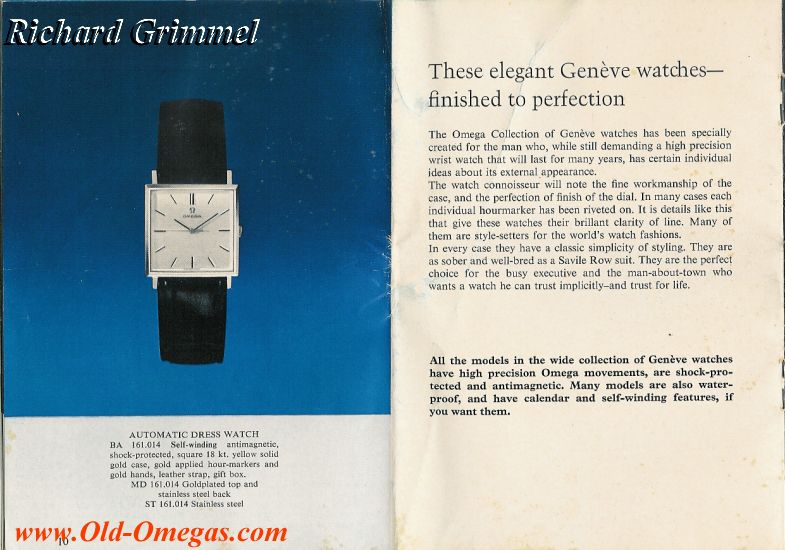 Richard Grimmel
Ω
OMEGA
AUTOMATIC DRESS WATCH
BA 161.014 Self-winding antimagnetic,
shock-protected, square 18 kt. yellow solid
gold case, gold applied hour-markers and
gold hands, leather strap, gift box.
MD 161.014 Goldplated top and
stainless steel back
ST 161.014 Stainless steel
www.Old-Omegas.com
10
These elegant Genève watches—
finished to perfection
The Omega Collection of Genève watches has been specially
created for the man who, while still demanding a high precision
wrist watch that will last for many years, has certain individual
ideas about its external appearance.
The watch connoisseur will note the fine workmanship of the
case, and the perfection of finish of the dial. In many cases each
individual hourmarker has been riveted on. It is details like this
that give these watches their brillant clarity of line. Many of
them are style-setters for the world's watch fashions.
In every case they have a classic simplicity of styling. They are
as sober and well-bred as a Savile Row suit. They are the perfect
choice for the busy executive and the man-about-town who
wants a watch he can trust implicitly–and trust for life.
All the models in the wide collection of Genève watches
have high precision Omega movements, are shock-pro-
tected and antimagnetic. Many models are also water-
proof, and have calendar and self-winding features, if
you want them.